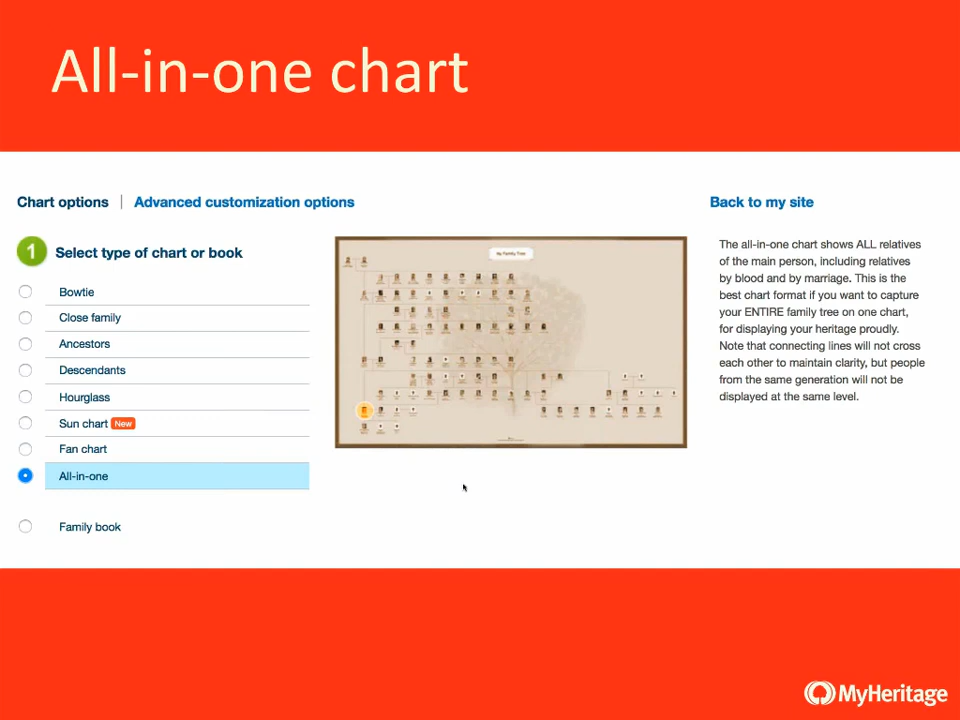 All-in-one chart
Chart options | Advanced customization options
Back to my site
1 Select type of chart or book
Bowtie
Close family
Ancestors
Descendants
Hourglass
Sun chart New
Fan chart
All-in-one
Family book
My Family Tree
The all-in-one chart shows ALL relatives
of the main person, including relatives
by blood and by marriage. This is the
best chart format if you want to capture
your ENTIRE family tree on one chart,
for displaying your heritage proudly.
Note that connecting lines will not cross
each other to maintain clarity, but people
from the same generation will not be
displayed at the same level.
MyHeritage